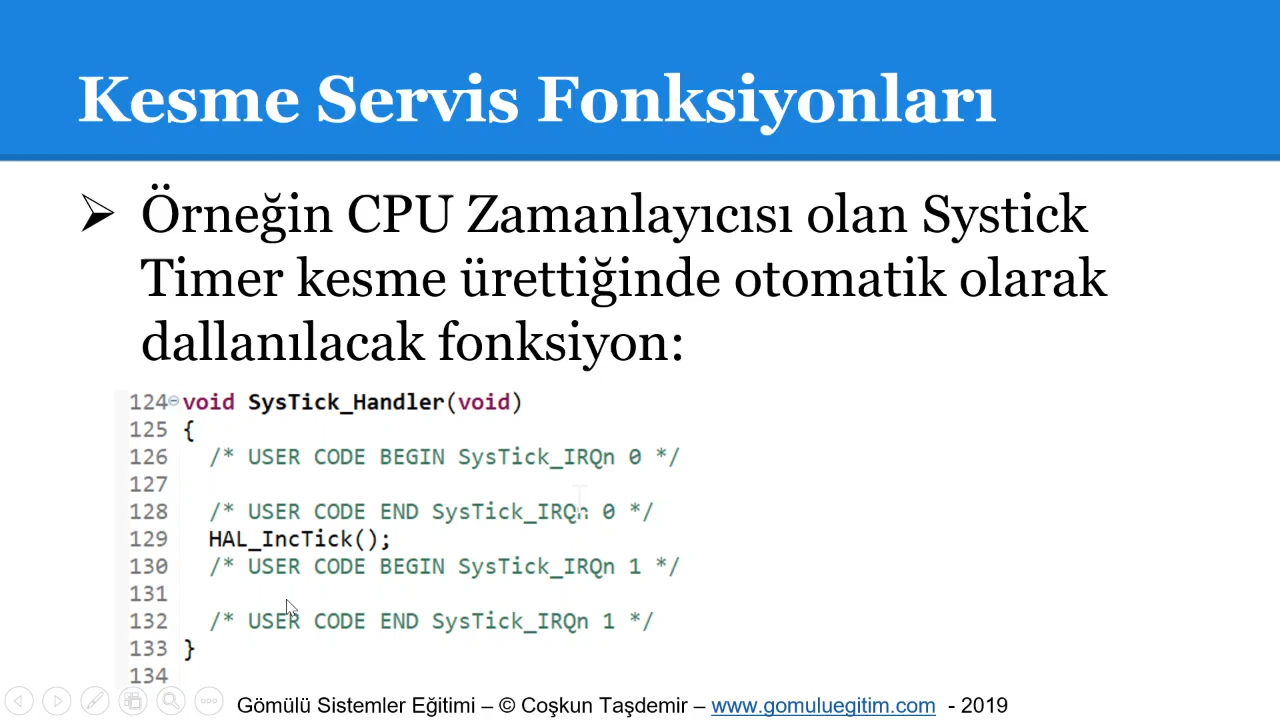 Kesme Servis Fonksiyonları
➢ Örneğin CPU Zamanlayıcısı olan Systick
Timer kesme ürettiğinde otomatik olarak
dallanılacak fonksiyon:
124 void SysTick_Handler(void)
125 {
126 /* USER CODE BEGIN SysTick_IRQn 0 */
127
128 /* USER CODE END SysTick_IRQn 0 */
129 HAL_IncTick();
130 /* USER CODE BEGIN SysTick_IRQn 1 */
131
132 /* USER CODE END SysTick_IRQn 1 */
133 }
134
Gömülü Sistemler Eğitimi – © Coşkun Taşdemir – www.gomuluegitim.com - 2019